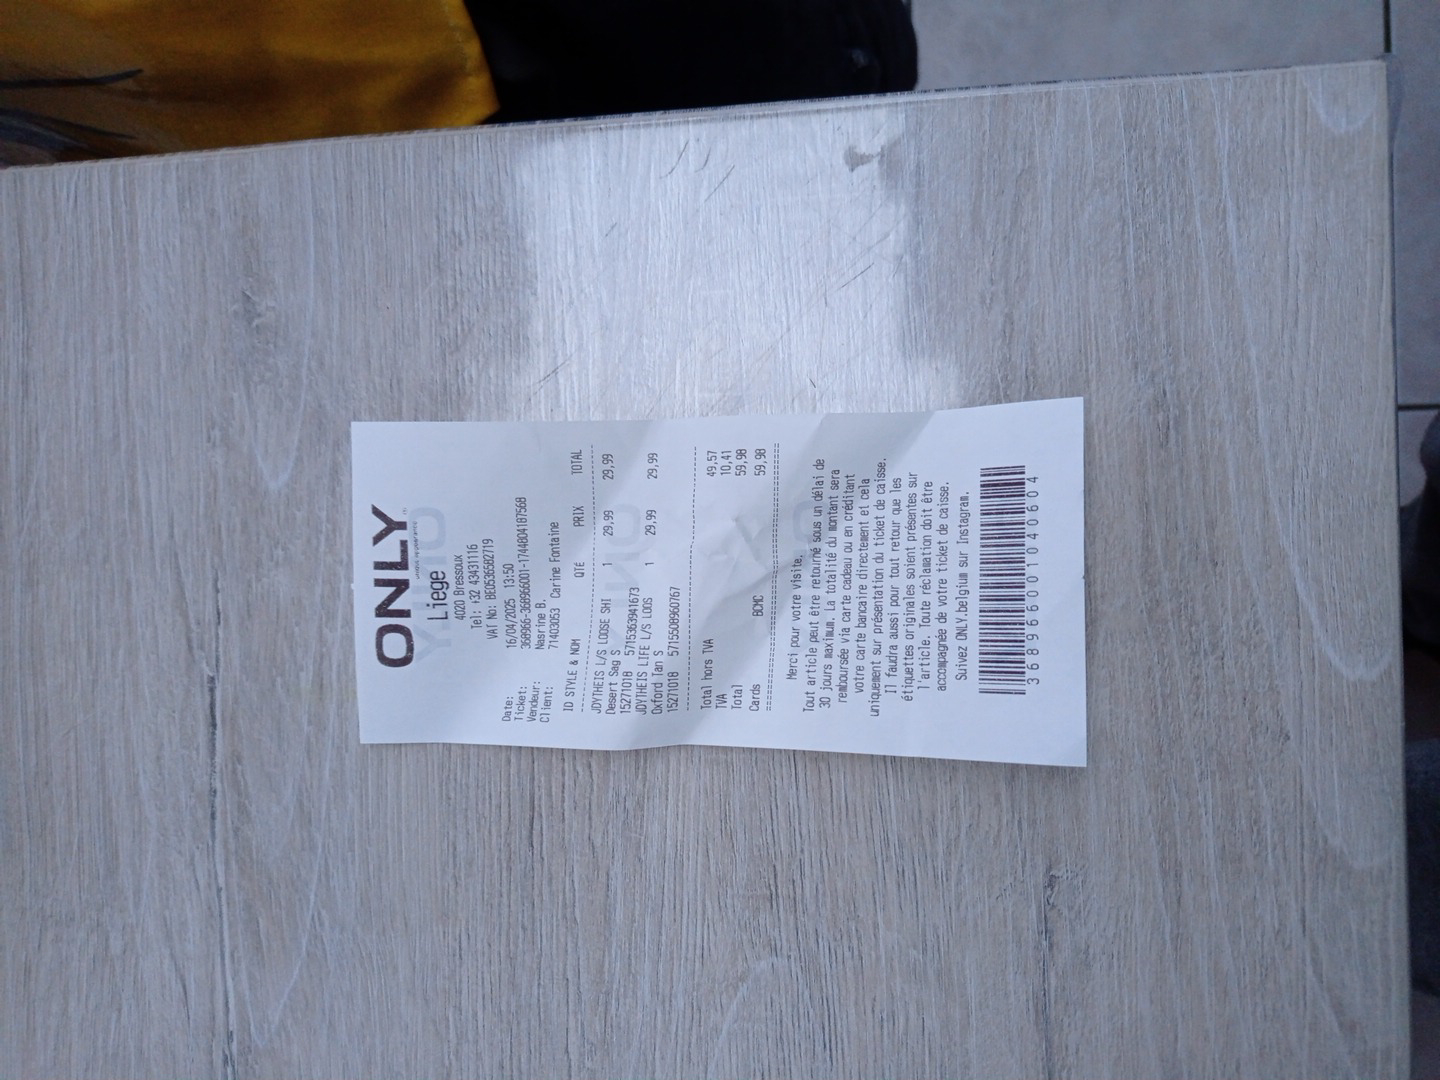 ONLY
Liege
4020 Bressoux
Tel: +32 43431116
VAT No: BE0536582719
Date: 16/04/2025 13:50
Ticket: 368966-368966001-1744804187568
Vendeur: Nasrine B.
Client: 71403053 Carine Fontaine
ID STYLE & NOM QTÉ PRIX TOTAL
JDYTHEIS L/S LOOSE SHI 1 29,99 29,99
Desert Sag S
15271018 5715363941673
JDYTHEIS LIFE L/S LOOS 1 29,99 29,99
Oxford Tan S
15271018 5715508960767
Total hors TVA 49,57
TVA 10,41
Total 59,98
Cards BCMC 59,98
Merci pour votre visite.
Tout article peut être retourné sous un délai de
30 jours maximum. La totalité du montant sera
remboursée via carte cadeau ou en créditant
votre carte bancaire directement et cela
uniquement sur présentation du ticket de caisse.
Il faudra aussi pour tout retour que les
étiquettes originales soient présentes sur
l'article. Toute réclamation doit être
accompagnée de votre ticket de caisse.
Suivez ONLY.belgium sur Instagram.
368966001040604